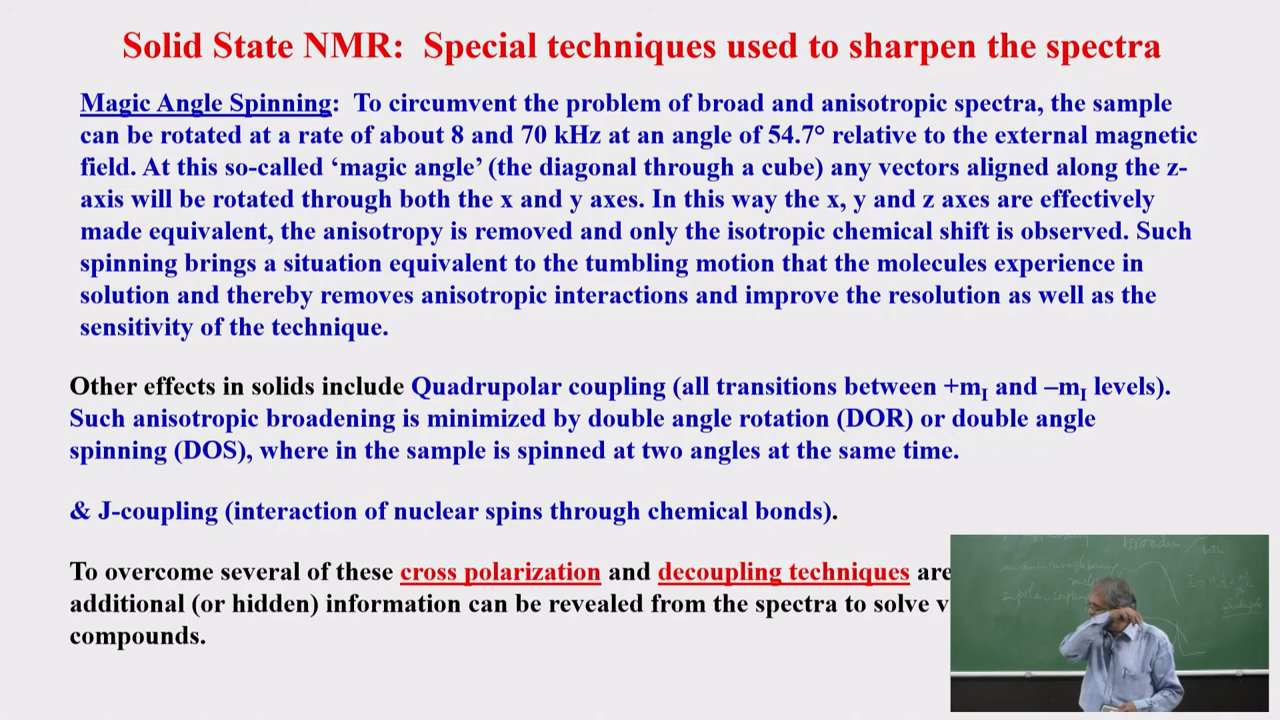 Solid State NMR: Special techniques used to sharpen the spectra
Magic Angle Spinning: To circumvent the problem of broad and anisotropic spectra, the sample
can be rotated at a rate of about 8 and 70 kHz at an angle of 54.7° relative to the external magnetic
field. At this so-called ‘magic angle’ (the diagonal through a cube) any vectors aligned along the z-
axis will be rotated through both the x and y axes. In this way the x, y and z axes are effectively
made equivalent, the anisotropy is removed and only the isotropic chemical shift is observed. Such
spinning brings a situation equivalent to the tumbling motion that the molecules experience in
solution and thereby removes anisotropic interactions and improve the resolution as well as the
sensitivity of the technique.
Other effects in solids include Quadrupolar coupling (all transitions between +mI and –mI levels).
Such anisotropic broadening is minimized by double angle rotation (DOR) or double angle
spinning (DOS), where in the sample is spinned at two angles at the same time.
& J-coupling (interaction of nuclear spins through chemical bonds).
To overcome several of these cross polarization and decoupling techniques are
additional (or hidden) information can be revealed from the spectra to solve v
compounds.